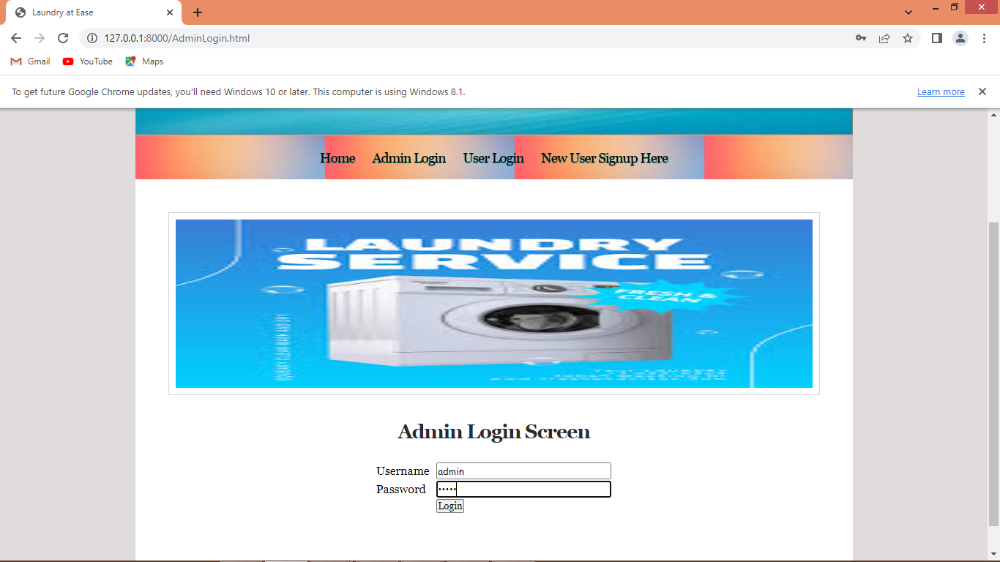 Laundry at Ease
127.0.0.1:8000/AdminLogin.html
Gmail YouTube Maps
To get future Google Chrome updates, you'll need Windows 10 or later. This computer is using Windows 8.1. Learn more
Home Admin Login User Login New User Signup Here
LAUNDRY
SERVICE
FRESH &
CLEAN
Admin Login Screen
Username admin
Password •••••
Login